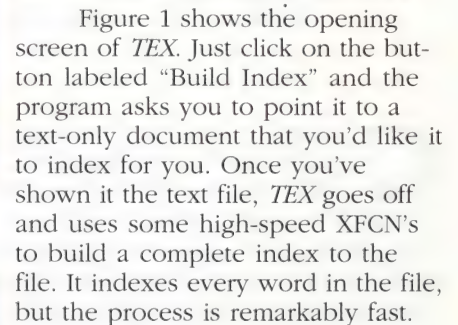 Figure 1 shows the opening
screen of TEX. Just click on the but-
ton labeled “Build Index” and the
program asks you to point it to a
text-only document that you’d like it
to index for you. Once you’ve
shown it the text file, TEX goes off
and uses some high-speed XFCN’s
to build a complete index to the
file. It indexes every word in the file,
but the process is remarkably fast.